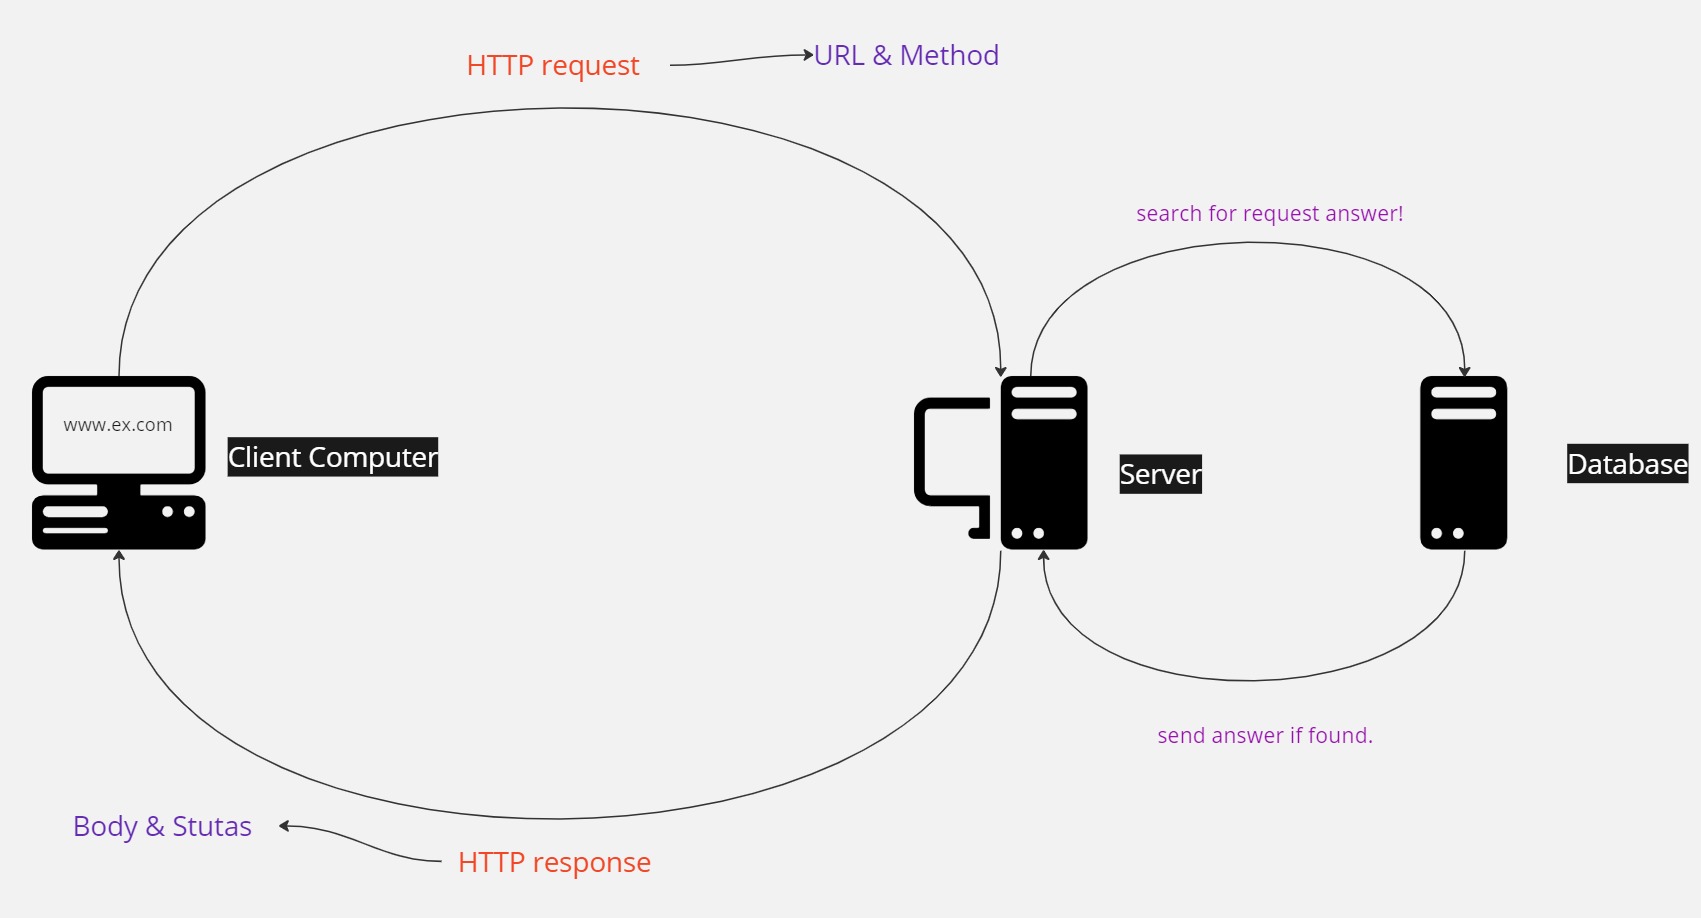 HTTP request
URL & Method
search for request answer!
www.ex.com
Client Computer
Server
Database
send answer if found.
Body & Stutas
HTTP response